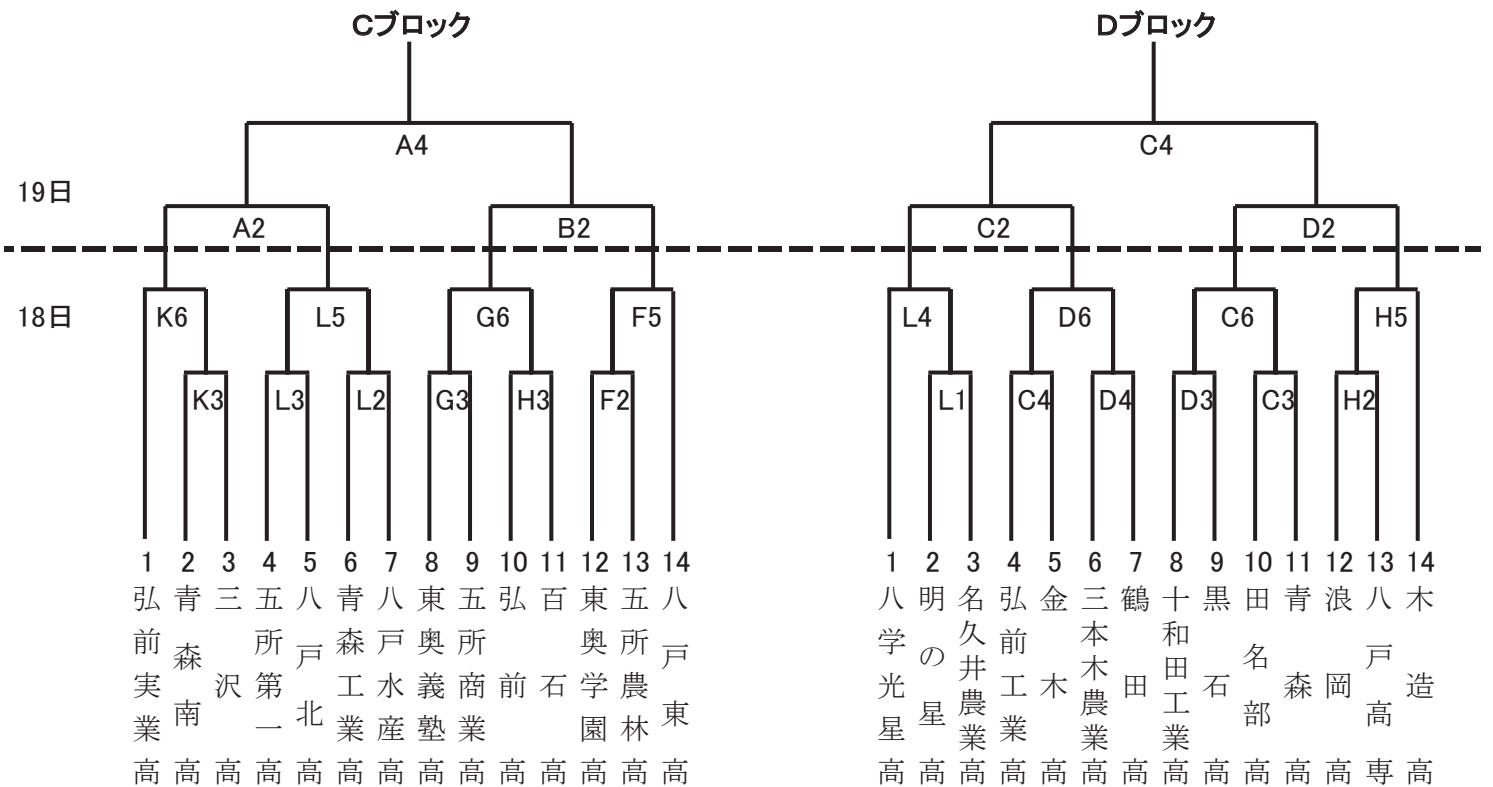 Cブロック Dブロック
A4 C4
19日
A2 B2 C2 D2
18日 K6 L5 G6 F5 L4 D6 C6 H5
K3 L3 L2 G3 H3 F2 L1 C4 D4 D3 C3 H2
1 2 3 4 5 6 7 8 9 10 11 12 13 14 1 2 3 4 5 6 7 8 9 10 11 12 13 14
弘前実業高
青森南高
三沢高
五所第一高
八戸北高
青森工業高
八戸水産高
東奥義塾高
五所商業高
弘前高
百石高
東奥学園高
五所農林高
八戸東高
八学光星高
明の星高
名久井農業高
弘前工業高
金木高
三本木農業高
鶴田高
十和田工業高
黒石高
田名部高
青森高
浪岡高
八戸高専
木造高